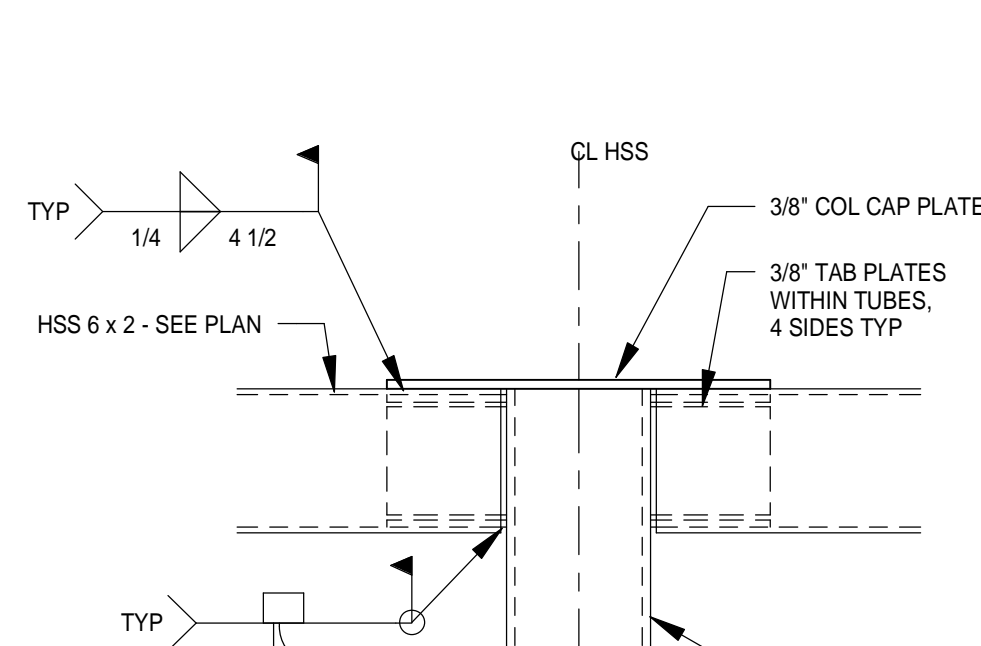 CL HSS
TYP
1/4
4 1/2
3/8" COL CAP PLATE
3/8" TAB PLATES
WITHIN TUBES,
4 SIDES TYP
HSS 6 x 2 - SEE PLAN
TYP